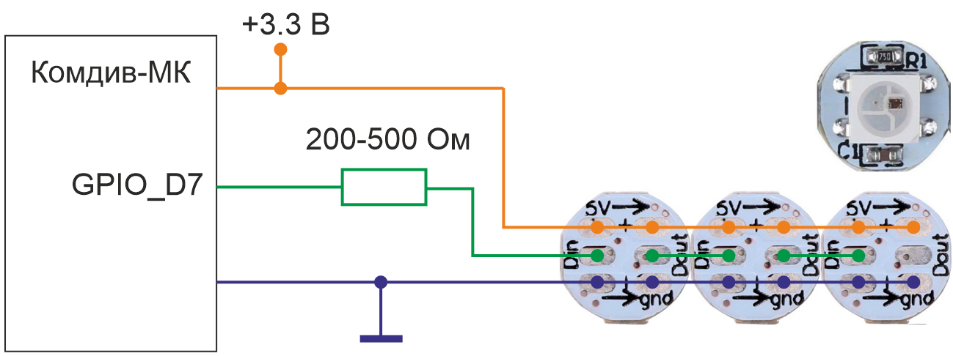 +3.3 В
Комдив-МК
200-500 Ом
GPIO_D7
R1
C1
750
5V
+
Din
Dout
gnd
5V
+
Din
Dout
gnd
5V
+
Din
Dout
gnd